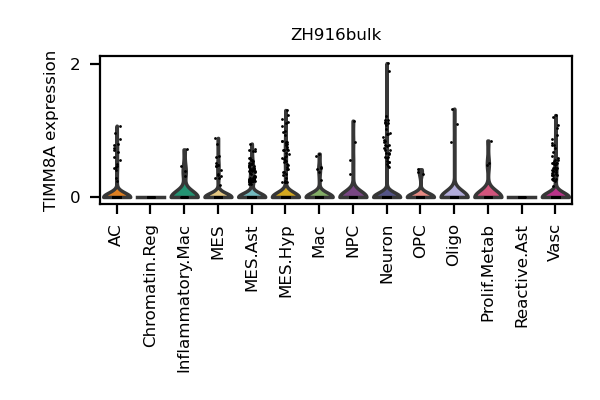 ZH916bulk
TIMM8A expression
2
0
AC
Chromatin.Reg
Inflammatory.Mac
MES
MES.Ast
MES.Hyp
Mac
NPC
Neuron
OPC
Oligo
Prolif.Metab
Reactive.Ast
Vasc